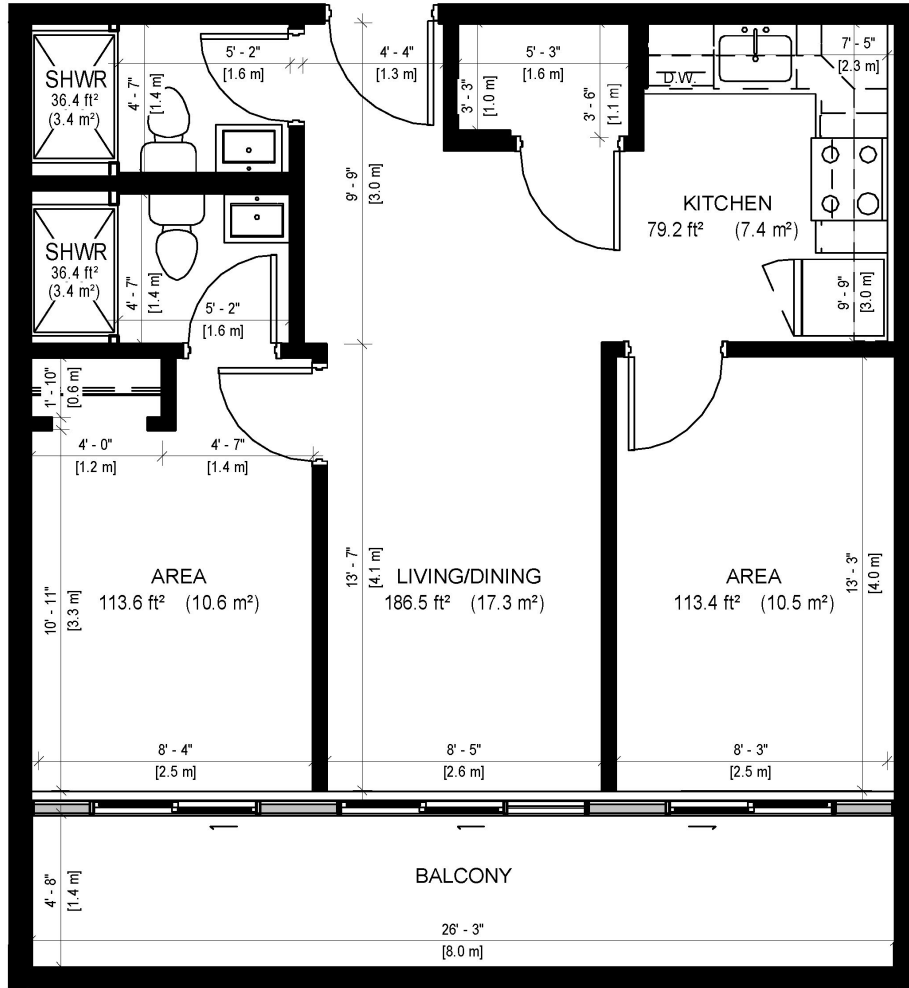 SHWR
36.4 ft²
(3.4 m²)
4' - 7"
[1.4 m]
5' - 2"
[1.6 m]
4' - 4"
[1.3 m]
5' - 3"
[1.6 m]
3' - 3"
[1.0 m]
3' - 6"
[1.1 m]
D.W.
7' - 5"
[2.3 m]
9' - 9"
[3.0 m]
KITCHEN
79.2 ft² (7.4 m²)
SHWR
36.4 ft²
(3.4 m²)
4' - 7"
[1.4 m]
5' - 2"
[1.6 m]
9' - 9"
[3.0 m]
1' - 10"
[0.6 m]
4' - 0"
[1.2 m]
4' - 7"
[1.4 m]
AREA
113.6 ft² (10.6 m²)
10' - 11"
[3.3 m]
13' - 7"
[4.1 m]
LIVING/DINING
186.5 ft² (17.3 m²)
AREA
113.4 ft² (10.5 m²)
13' - 3"
[4.0 m]
8' - 4"
[2.5 m]
8' - 5"
[2.6 m]
8' - 3"
[2.5 m]
4' - 8"
[1.4 m]
BALCONY
26' - 3"
[8.0 m]